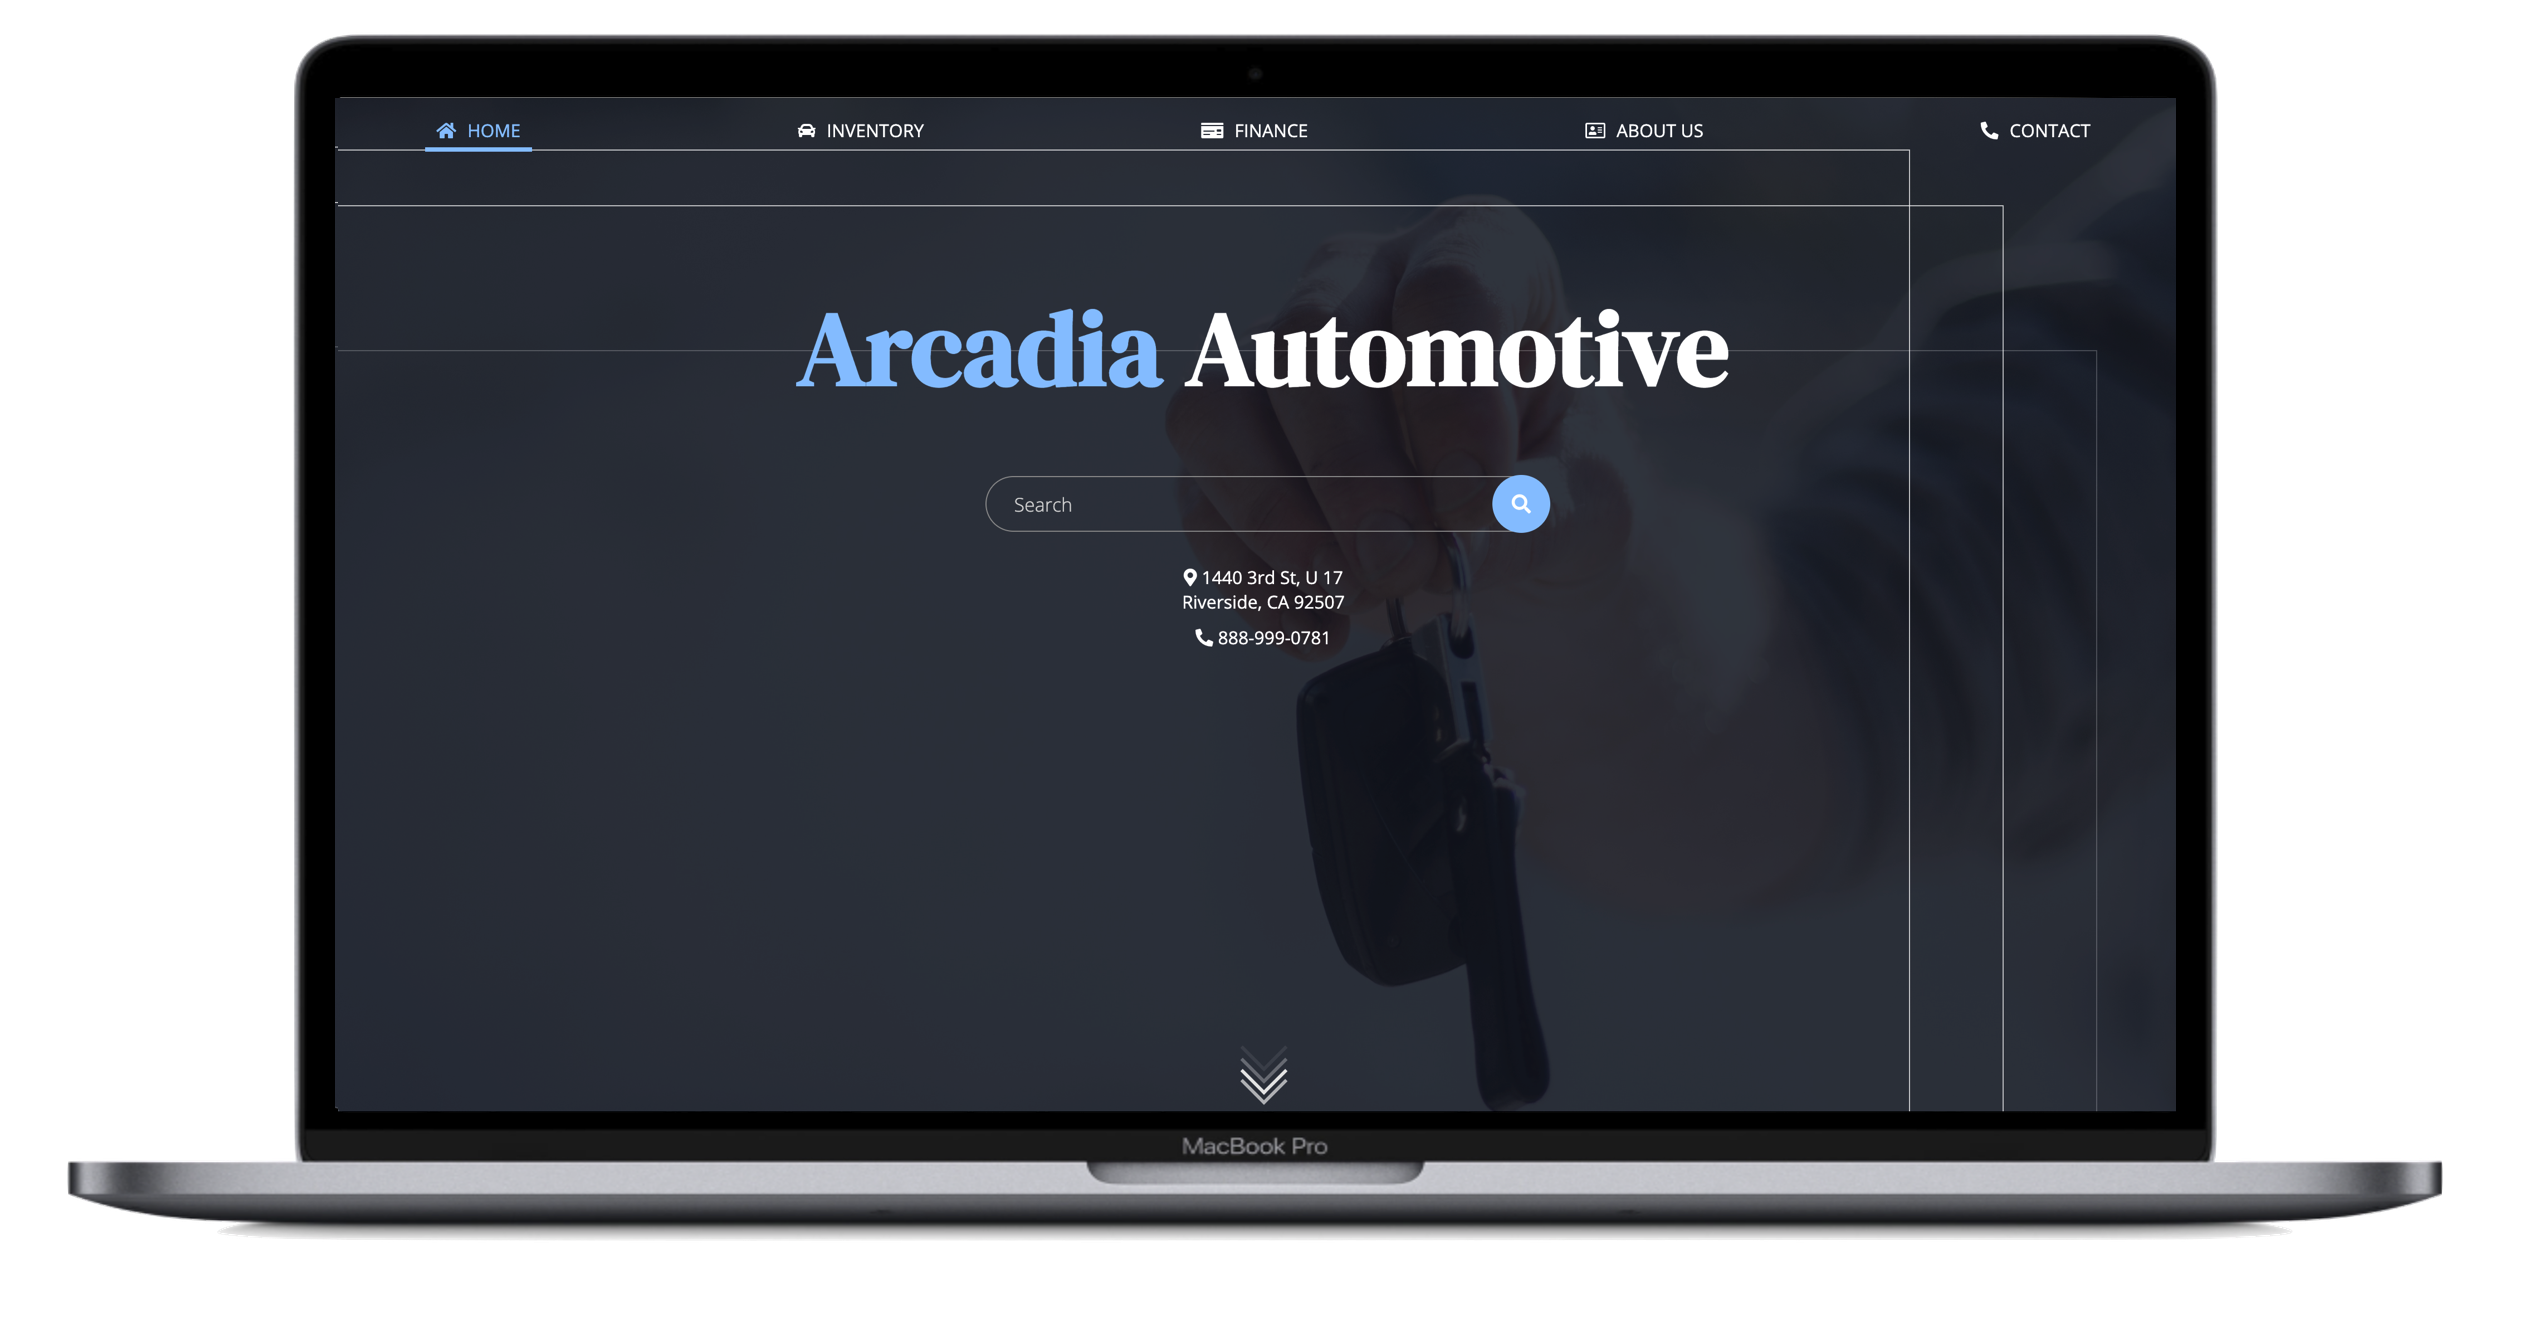 HOME INVENTORY FINANCE ABOUT US CONTACT
Arcadia Automotive
Search
1440 3rd St, U 17
Riverside, CA 92507
888-999-0781
MacBook Pro